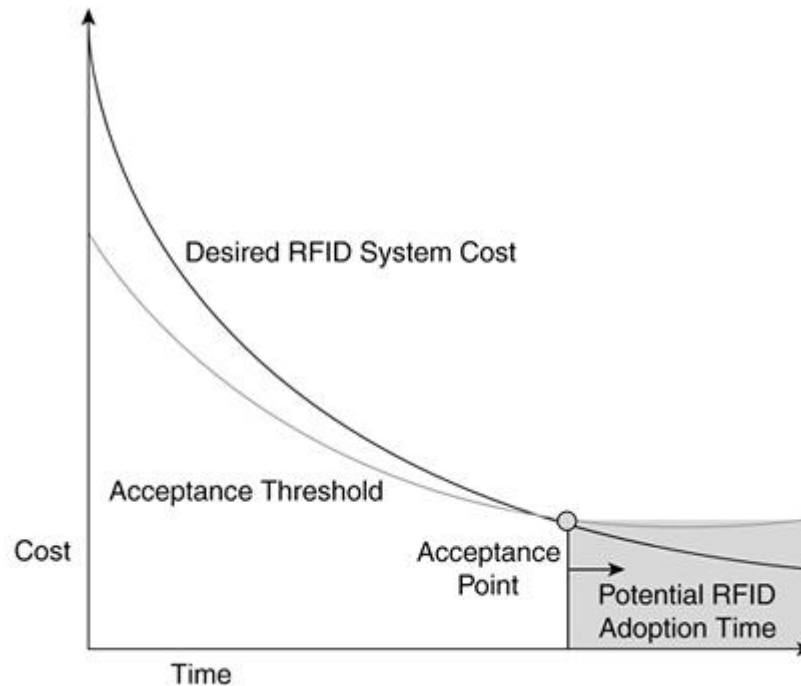 Desired RFID System Cost
Acceptance Threshold
Cost
Acceptance
Point
Potential RFID
Adoption Time
Time